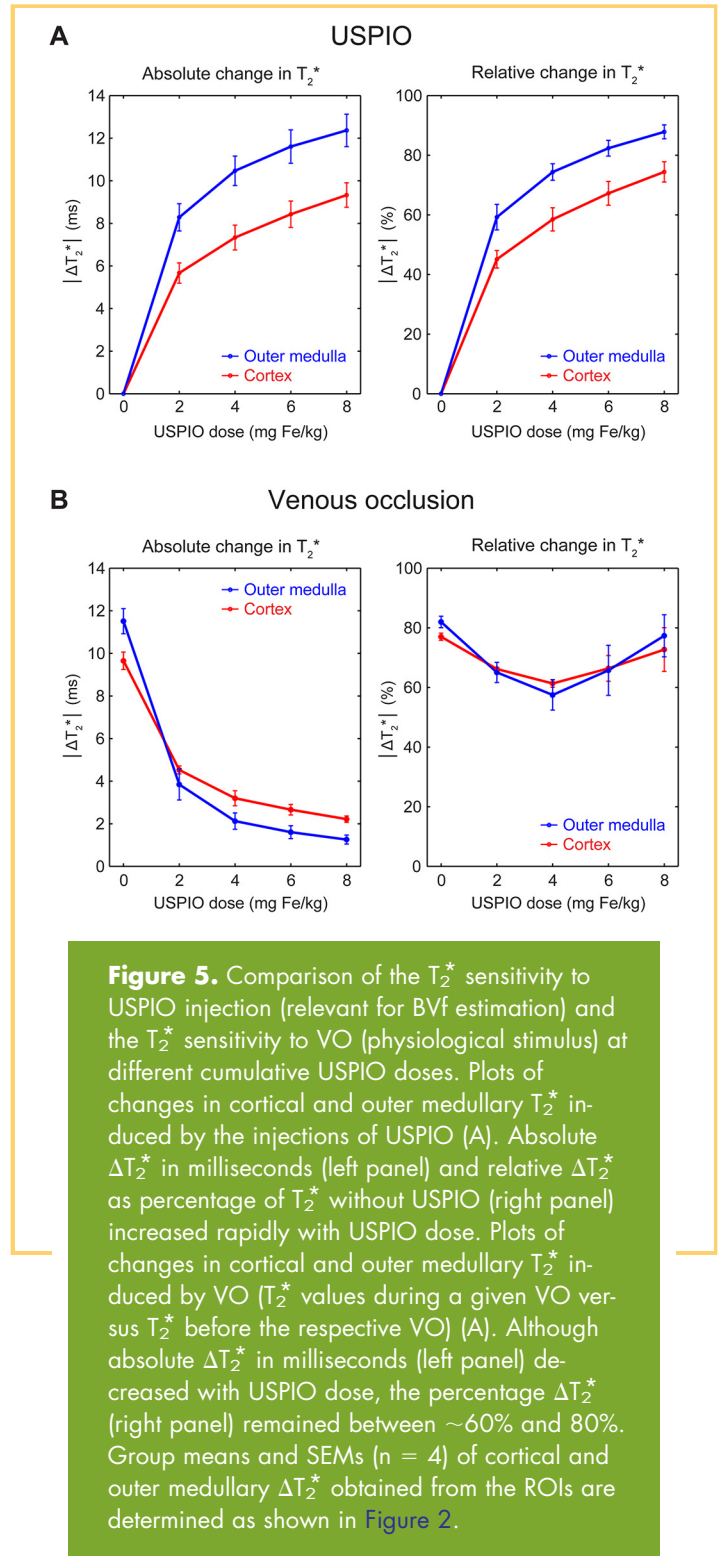 A USPIO
Absolute change in T₂*
Relative change in T₂*
14
12
10
8
6
4
2
0
|ΔT₂*| (ms)
Outer medulla
Cortex
0 2 4 6 8
USPIO dose (mg Fe/kg)
100
80
60
40
20
0
|ΔT₂*| (%)
Outer medulla
Cortex
0 2 4 6 8
USPIO dose (mg Fe/kg)
B Venous occlusion
Absolute change in T₂*
Relative change in T₂*
14
12
10
8
6
4
2
0
|ΔT₂*| (ms)
Outer medulla
Cortex
0 2 4 6 8
USPIO dose (mg Fe/kg)
100
80
60
40
20
0
|ΔT₂*| (%)
Outer medulla
Cortex
0 2 4 6 8
USPIO dose (mg Fe/kg)
Figure 5. Comparison of the T₂* sensitivity to
USPIO injection (relevant for BVf estimation) and
the T₂* sensitivity to VO (physiological stimulus) at
different cumulative USPIO doses. Plots of
changes in cortical and outer medullary T₂* in-
duced by the injections of USPIO (A). Absolute
ΔT₂* in milliseconds (left panel) and relative ΔT₂*
as percentage of T₂* without USPIO (right panel)
increased rapidly with USPIO dose. Plots of
changes in cortical and outer medullary T₂* in-
duced by VO (T₂* values during a given VO ver-
sus T₂* before the respective VO) (A). Although
absolute ΔT₂* in milliseconds (left panel) de-
creased with USPIO dose, the percentage ΔT₂*
(right panel) remained between ~60% and 80%.
Group means and SEMs (n = 4) of cortical and
outer medullary ΔT₂* obtained from the ROIs are
determined as shown in Figure 2.